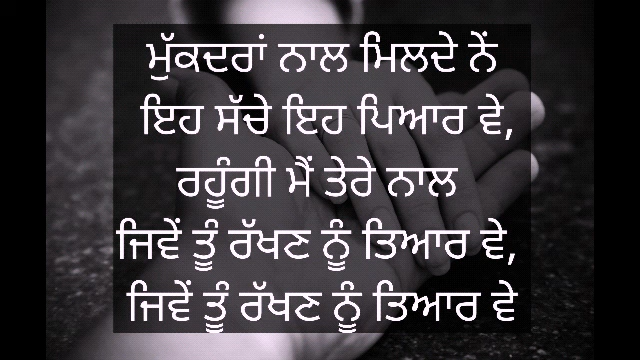 ਮੁੱਕਦਰਾਂ ਨਾਲ ਮਿਲਦੇ ਨੇਂ
ਇਹ ਸੱਚੇ ਇਹ ਪਿਆਰ ਵੇ,
ਰਹੂੰਗੀ ਮੈਂ ਤੇਰੇ ਨਾਲ
ਜਿਵੇਂ ਤੂੰ ਰੱਖਣ ਨੂੰ ਤਿਆਰ ਵੇ,
ਜਿਵੇਂ ਤੂੰ ਰੱਖਣ ਨੂੰ ਤਿਆਰ ਵੇ